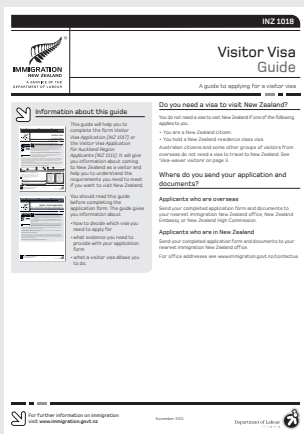 INZ 1018
IMMIGRATION
NEW ZEALAND
A SERVICE OF THE
DEPARTMENT OF LABOUR
Visitor Visa
Guide
A guide to applying for a visitor visa
Information about this guide
This guide will help you to
complete the form Visitor
Visa Application [INZ 1017] or
the Visitor Visa Application
For Auckland Region
Applicants [INZ 1111]. It will give
you information about coming
to New Zealand as a visitor and
help you to understand the
requirements you need to meet
if you want to visit New Zealand.
You should read this guide
before completing the
application form. The guide gives
you information about:
• how to decide which visa you
need to apply for
• what evidence you need to
provide with your application
form
• what a visitor visa allows you
to do.
Do you need a visa to visit New Zealand?
You do not need a visa to visit New Zealand if one of the following
applies to you.
• You are a New Zealand citizen.
• You hold a New Zealand residence class visa.
Australian citizens and some other groups of visitors from
overseas do not need a visa to travel to New Zealand. See
'Visa-waiver visitors' on page 3.
Where do you send your application and
documents?
Applicants who are overseas
Send your completed application form and documents to
your nearest Immigration New Zealand office, New Zealand
Embassy, or New Zealand High Commission.
Applicants who are in New Zealand
Send your completed application form and documents to your
nearest Immigration New Zealand office.
For office addresses see www.immigration.govt.nz/contactus.
For further information on immigration
visit www.immigration.govt.nz
November 2011
Department of Labour